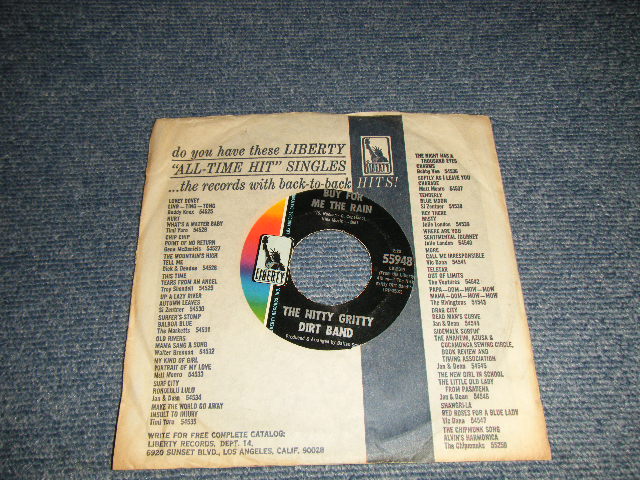 do you have these LIBERTY
"ALL-TIME HIT" SINGLES
...the records with back-to-back HITS!
LIBERTY
LOVEY DOVEY
Buddy Knox 54525
HURT
WHAT'S A MATTER BABY
Timi Yuro 54526
CHIP CHIP
POINT OF NO RETURN
Gene McDaniels 54527
THE MOUNTAIN'S HIGH
TELL ME
Dick & Deedee 54528
THIS TIME
TEARS FROM AN ANGEL
Troy Shondell 54529
UP A LAZY RIVER
AUTUMN LEAVES
Si Zentner 54530
SURFER'S STOMP
BALBOA BLUE
The Marketts 54531
OLD RIVERS
MAMA SANG A SONG
Walter Brennan 54532
MY KIND OF GIRL
PORTRAIT OF MY LOVE
Matt Monro 54533
SURF CITY
HONOLULU LULU
Jan & Dean 54534
MAKE THE WORLD GO AWAY
INSULT TO INJURY
Timi Yuro 54535
WRITE FOR FREE COMPLETE CATALOG:
LIBERTY RECORDS, DEPT. 14,
6920 SUNSET BLVD., LOS ANGELES, CALIF. 90028
BUT FOR
ME THE RAIN
55948
LIBERTY
THE NITTY GRITTY
DIRT BAND
Produced & Arranged by Dallas
THE NIGHT HAS A
THOUSAND EYES
CHARMS
Bobby Vee 54536
SOFTLY AS I LEAVE YOU
CHARADE
Matt Monro 54537
TENDERLY
BLUE MOON
Si Zentner 54538
HEY THERE
MISTY
Julie London 54539
WHERE ARE YOU
SENTIMENTAL JOURNEY
Julie London 54540
MORE
CALL ME IRRESPONSIBLE
Vic Dana 54541
TELSTAR
OUT OF LIMITS
The Ventures 54542
PAPA-OOM-MOW-MOW
MAMA-OOM-MOW-MOW
The Rivingtons 54543
DRAG CITY
DEAD MAN'S CURVE
Jan & Dean 54544
SIDEWALK SURFIN'
THE ANAHEIM, AZUSA &
CUCAMONGA SEWING CIRCLE,
BOOK REVIEW AND
TIMING ASSOCIATION
Jan & Dean 54545
THE NEW GIRL IN SCHOOL
THE LITTLE OLD LADY
FROM PASADENA
Jan & Dean 54546
SHANGRI-LA
RED ROSES FOR A BLUE LADY
Vic Dana 54547
THE CHIPMUNK SONG
ALVIN'S HARMONICA
The Chipmunks 55250